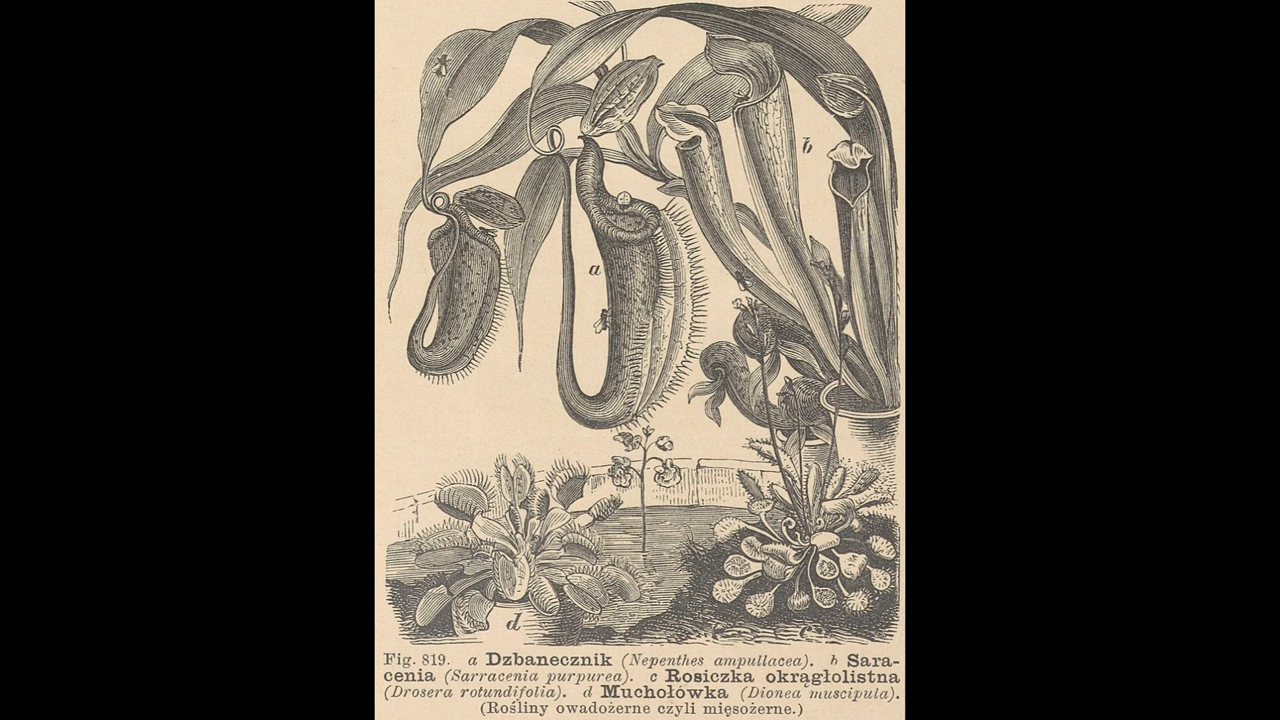 b
a
d
c
Fig. 819. a Dzbanecznik (Nepenthes ampullacea). b Sara-
cenia (Sarracenia purpurea). c Rosiczka okrągłolistna
(Drosera rotundifolia). d Muchołówka (Dionea muscipula).
(Rośliny owadożerne czyli mięsożerne.)